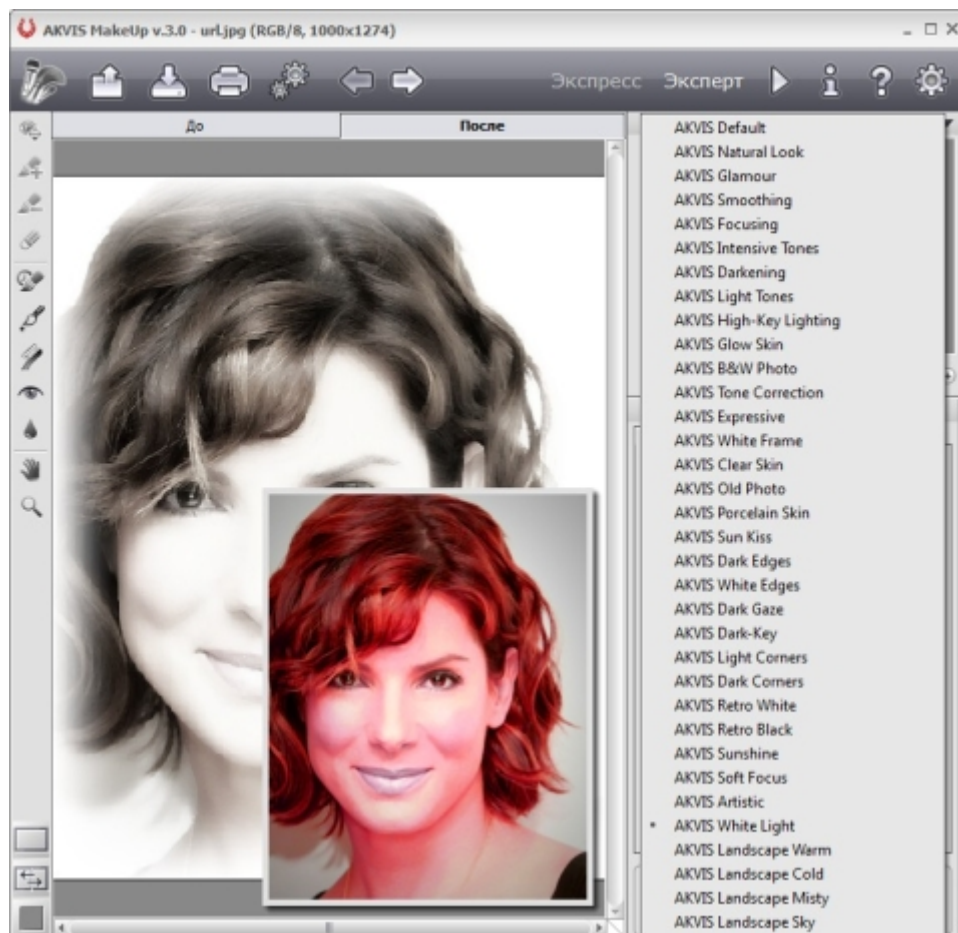 AKVIS MakeUp v.3.0 - url.jpg (RGB/8, 1000x1274)
Экспресс Эксперт
До После
AKVIS Default
AKVIS Natural Look
AKVIS Glamour
AKVIS Smoothing
AKVIS Focusing
AKVIS Intensive Tones
AKVIS Darkening
AKVIS Light Tones
AKVIS High-Key Lighting
AKVIS Glow Skin
AKVIS B&W Photo
AKVIS Tone Correction
AKVIS Expressive
AKVIS White Frame
AKVIS Clear Skin
AKVIS Old Photo
AKVIS Porcelain Skin
AKVIS Sun Kiss
AKVIS Dark Edges
AKVIS White Edges
AKVIS Dark Gaze
AKVIS Dark-Key
AKVIS Light Corners
AKVIS Dark Corners
AKVIS Retro White
AKVIS Retro Black
AKVIS Sunshine
AKVIS Soft Focus
AKVIS Artistic
AKVIS White Light
AKVIS Landscape Warm
AKVIS Landscape Cold
AKVIS Landscape Misty
AKVIS Landscape Sky